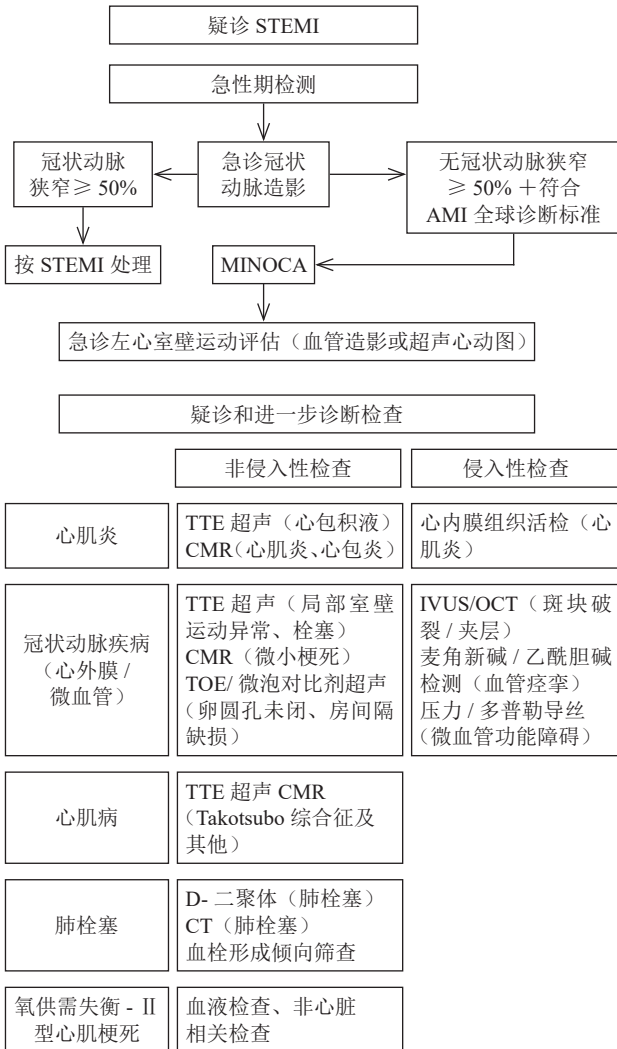 疑诊 STEMI
急性期检测
冠状动脉
狭窄≥ 50%
急诊冠状
动脉造影
无冠状动脉狭窄
≥ 50% ＋符合
AMI 全球诊断标准
按 STEMI 处理
MINOCA
急诊左心室壁运动评估（血管造影或超声心动图）
疑诊和进一步诊断检查
非侵入性检查
侵入性检查
心肌炎
TTE 超声（心包积液）
CMR（心肌炎、心包炎）
心内膜组织活检（心
肌炎）
冠状动脉疾病
（心外膜 /
微血管）
TTE 超声（局部室壁
运动异常、栓塞）
CMR（微小梗死）
TOE/ 微泡对比剂超声
（卵圆孔未闭、房间隔
缺损）
IVUS/OCT（斑块破
裂 / 夹层）
麦角新碱 / 乙酰胆碱
检测（血管痉挛）
压力 / 多普勒导丝
（微血管功能障碍）
心肌病
TTE 超声 CMR
（Takotsubo 综合征及
其他）
肺栓塞
D- 二聚体（肺栓塞）
CT（肺栓塞）
血栓形成倾向筛查
氧供需失衡 - Ⅱ
型心肌梗死
血液检查、非心脏
相关检查